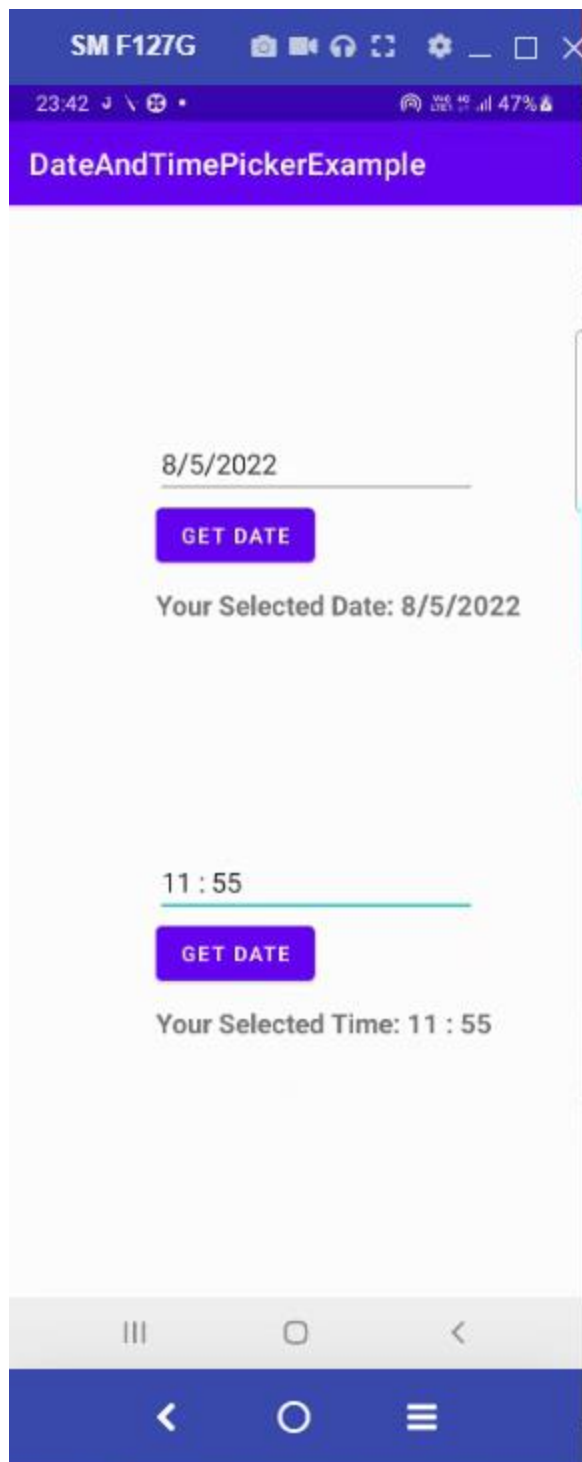 SM F127G
23:42
47%
DateAndTimePickerExample
8/5/2022
GET DATE
Your Selected Date: 8/5/2022
11 : 55
GET DATE
Your Selected Time: 11 : 55